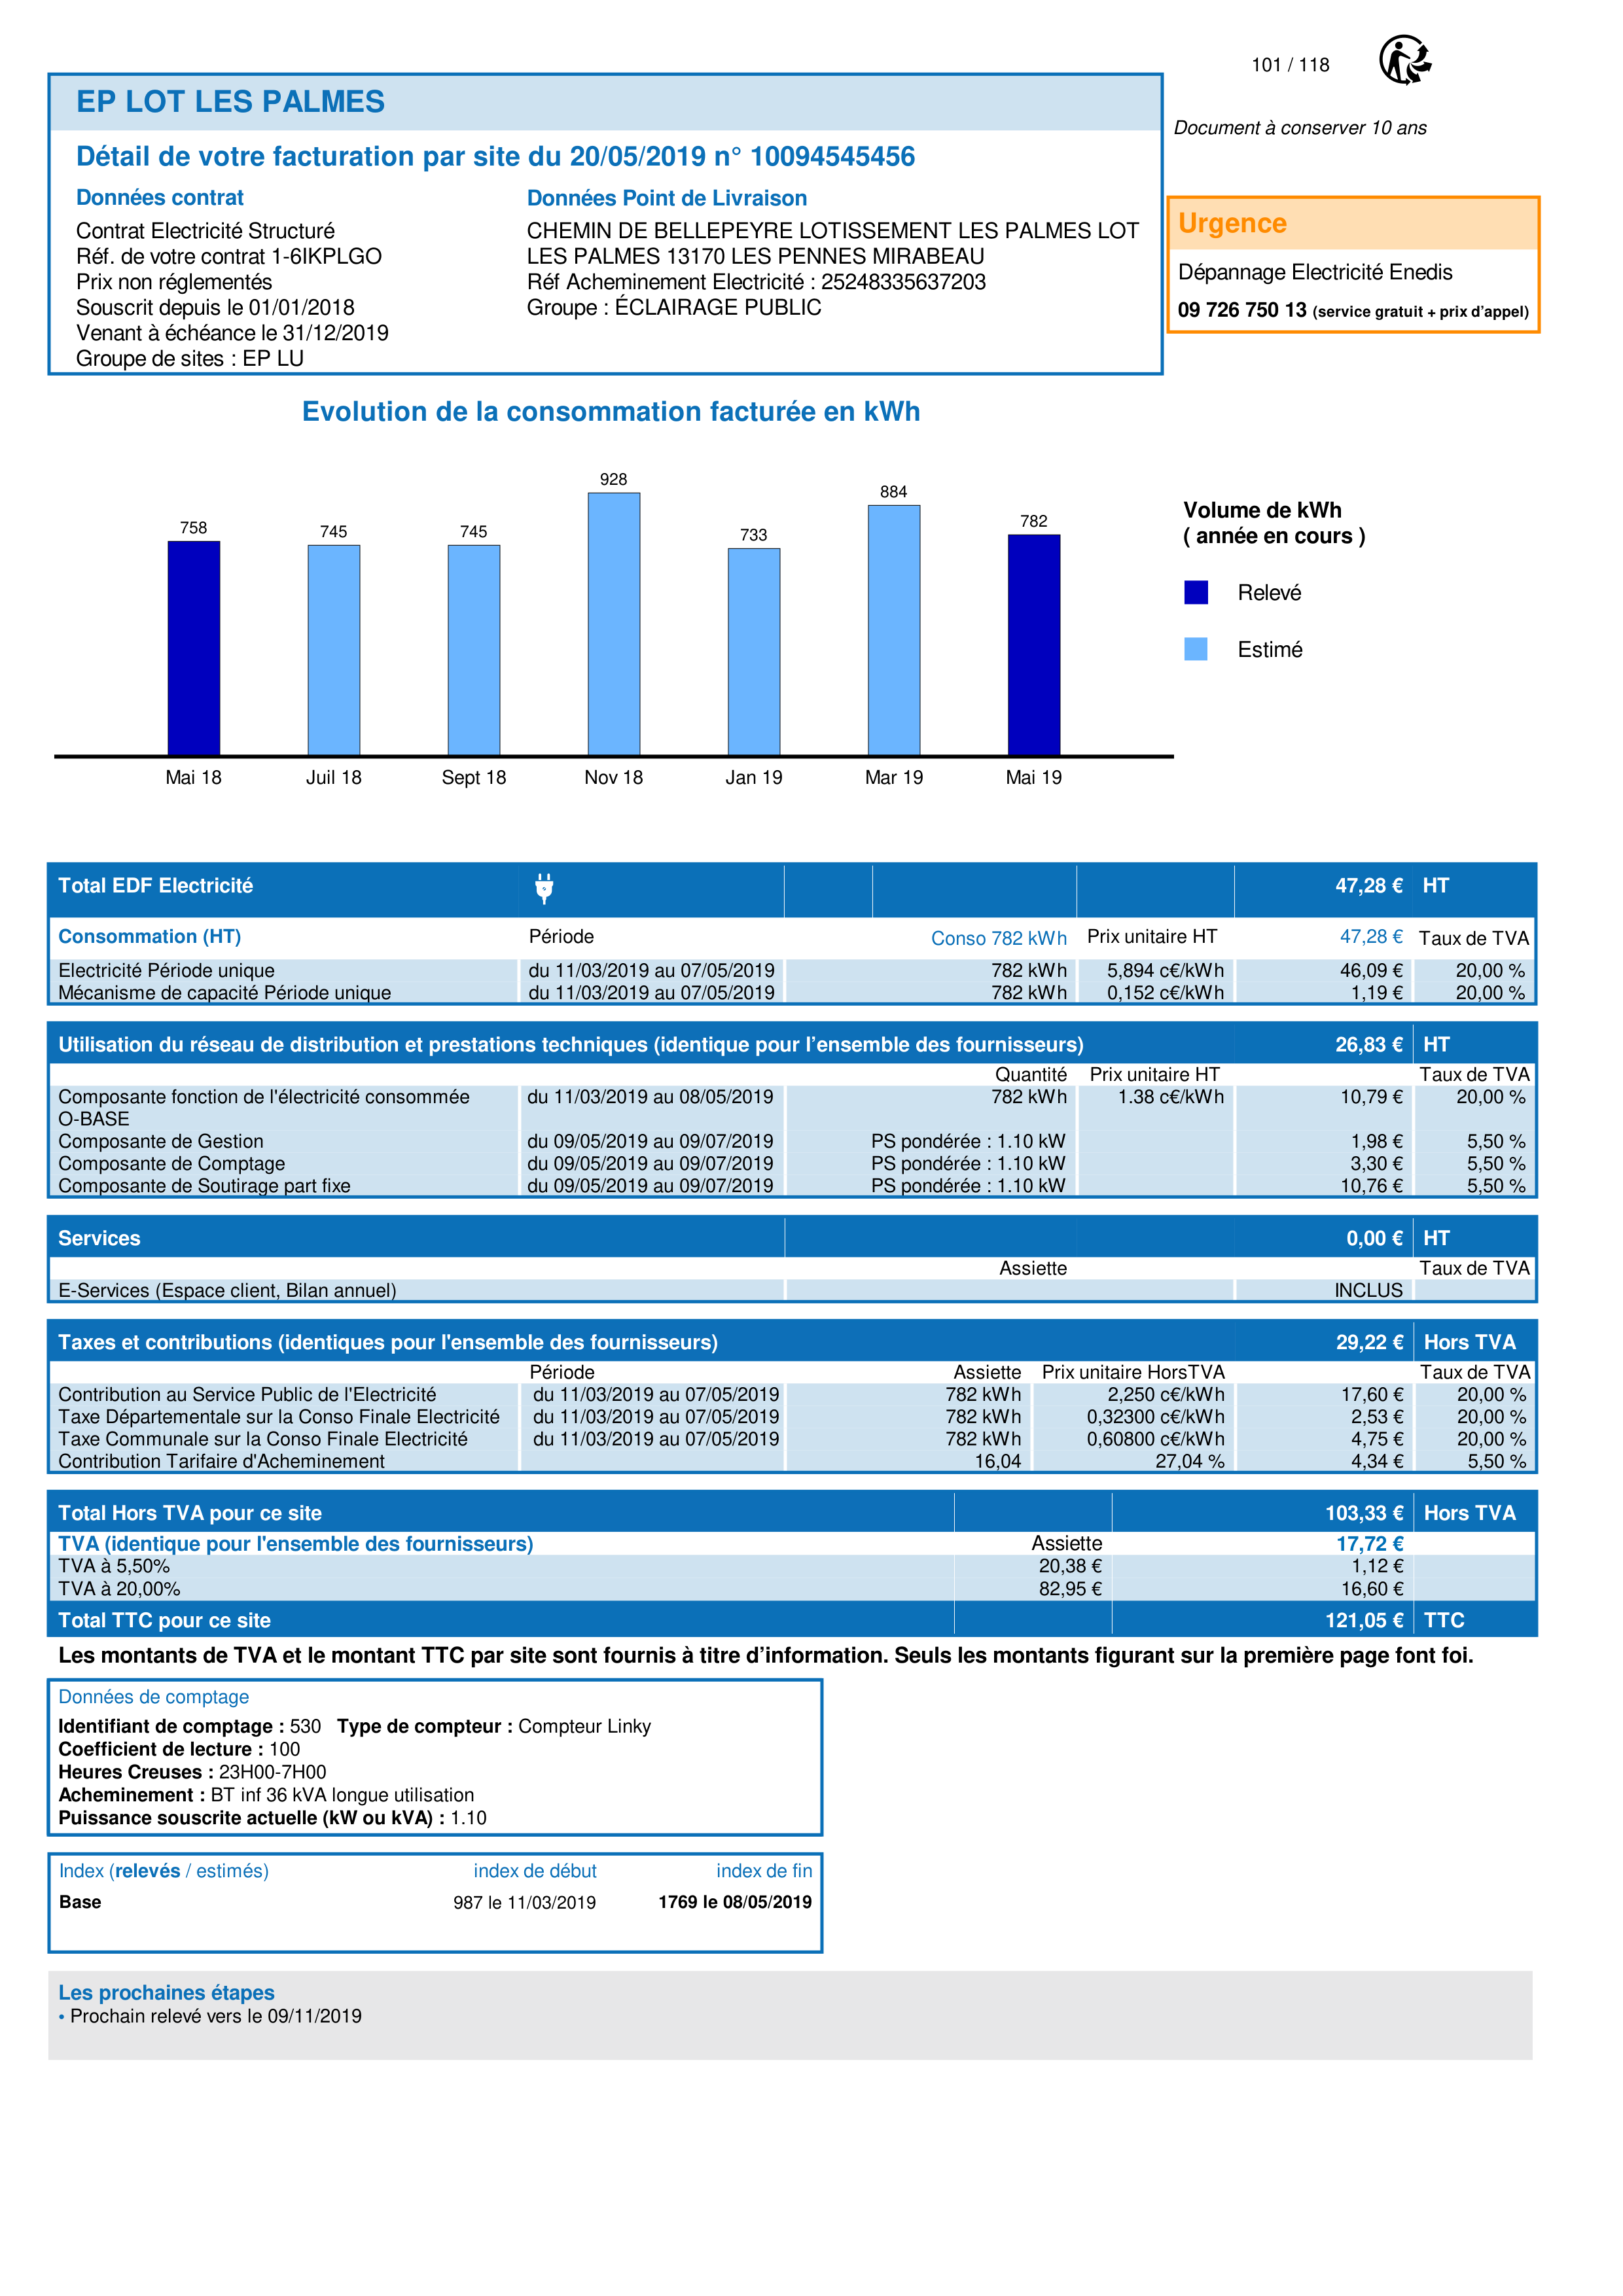 101 / 118
EP LOT LES PALMES
Document à conserver 10 ans
Détail de votre facturation par site du 20/05/2019 n° 10094545456
Données contrat
Contrat Electricité Structuré
Réf. de votre contrat 1-6IKPLGO
Prix non réglementés
Souscrit depuis le 01/01/2018
Venant à échéance le 31/12/2019
Groupe de sites : EP LU
Données Point de Livraison
CHEMIN DE BELLEPEYRE LOTISSEMENT LES PALMES LOT
LES PALMES 13170 LES PENNES MIRABEAU
Réf Acheminement Electricité : 25248335637203
Groupe : ÉCLAIRAGE PUBLIC
Urgence
Dépannage Electricité Enedis
09 726 750 13 (service gratuit + prix d’appel)
Evolution de la consommation facturée en kWh
758 745 745 928 733 884 782
Mai 18 Juil 18 Sept 18 Nov 18 Jan 19 Mar 19 Mai 19
Volume de kWh
( année en cours )
Relevé
Estimé
Total EDF Electricité 47,28 € HT
Consommation (HT) Période Conso 782 kWh Prix unitaire HT 47,28 € Taux de TVA
Electricité Période unique du 11/03/2019 au 07/05/2019 782 kWh 5,894 c€/kWh 46,09 € 20,00 %
Mécanisme de capacité Période unique du 11/03/2019 au 07/05/2019 782 kWh 0,152 c€/kWh 1,19 € 20,00 %
Utilisation du réseau de distribution et prestations techniques (identique pour l’ensemble des fournisseurs) 26,83 € HT
Quantité Prix unitaire HT Taux de TVA
Composante fonction de l'électricité consommée du 11/03/2019 au 08/05/2019 782 kWh 1.38 c€/kWh 10,79 € 20,00 %
O-BASE
Composante de Gestion du 09/05/2019 au 09/07/2019 PS pondérée : 1.10 kW 1,98 € 5,50 %
Composante de Comptage du 09/05/2019 au 09/07/2019 PS pondérée : 1.10 kW 3,30 € 5,50 %
Composante de Soutirage part fixe du 09/05/2019 au 09/07/2019 PS pondérée : 1.10 kW 10,76 € 5,50 %
Services 0,00 € HT
Assiette Taux de TVA
E-Services (Espace client, Bilan annuel) INCLUS
Taxes et contributions (identiques pour l'ensemble des fournisseurs) 29,22 € Hors TVA
Période Assiette Prix unitaire HorsTVA Taux de TVA
Contribution au Service Public de l'Electricité du 11/03/2019 au 07/05/2019 782 kWh 2,250 c€/kWh 17,60 € 20,00 %
Taxe Départementale sur la Conso Finale Electricité du 11/03/2019 au 07/05/2019 782 kWh 0,32300 c€/kWh 2,53 € 20,00 %
Taxe Communale sur la Conso Finale Electricité du 11/03/2019 au 07/05/2019 782 kWh 0,60800 c€/kWh 4,75 € 20,00 %
Contribution Tarifaire d'Acheminement 16,04 27,04 % 4,34 € 5,50 %
Total Hors TVA pour ce site 103,33 € Hors TVA
TVA (identique pour l'ensemble des fournisseurs) Assiette 17,72 €
TVA à 5,50% 20,38 € 1,12 €
TVA à 20,00% 82,95 € 16,60 €
Total TTC pour ce site 121,05 € TTC
Les montants de TVA et le montant TTC par site sont fournis à titre d’information. Seuls les montants figurant sur la première page font foi.
Données de comptage
Identifiant de comptage : 530 Type de compteur : Compteur Linky
Coefficient de lecture : 100
Heures Creuses : 23H00-7H00
Acheminement : BT inf 36 kVA longue utilisation
Puissance souscrite actuelle (kW ou kVA) : 1.10
Index (relevés / estimés) index de début index de fin
Base 987 le 11/03/2019 1769 le 08/05/2019
Les prochaines étapes
• Prochain relevé vers le 09/11/2019